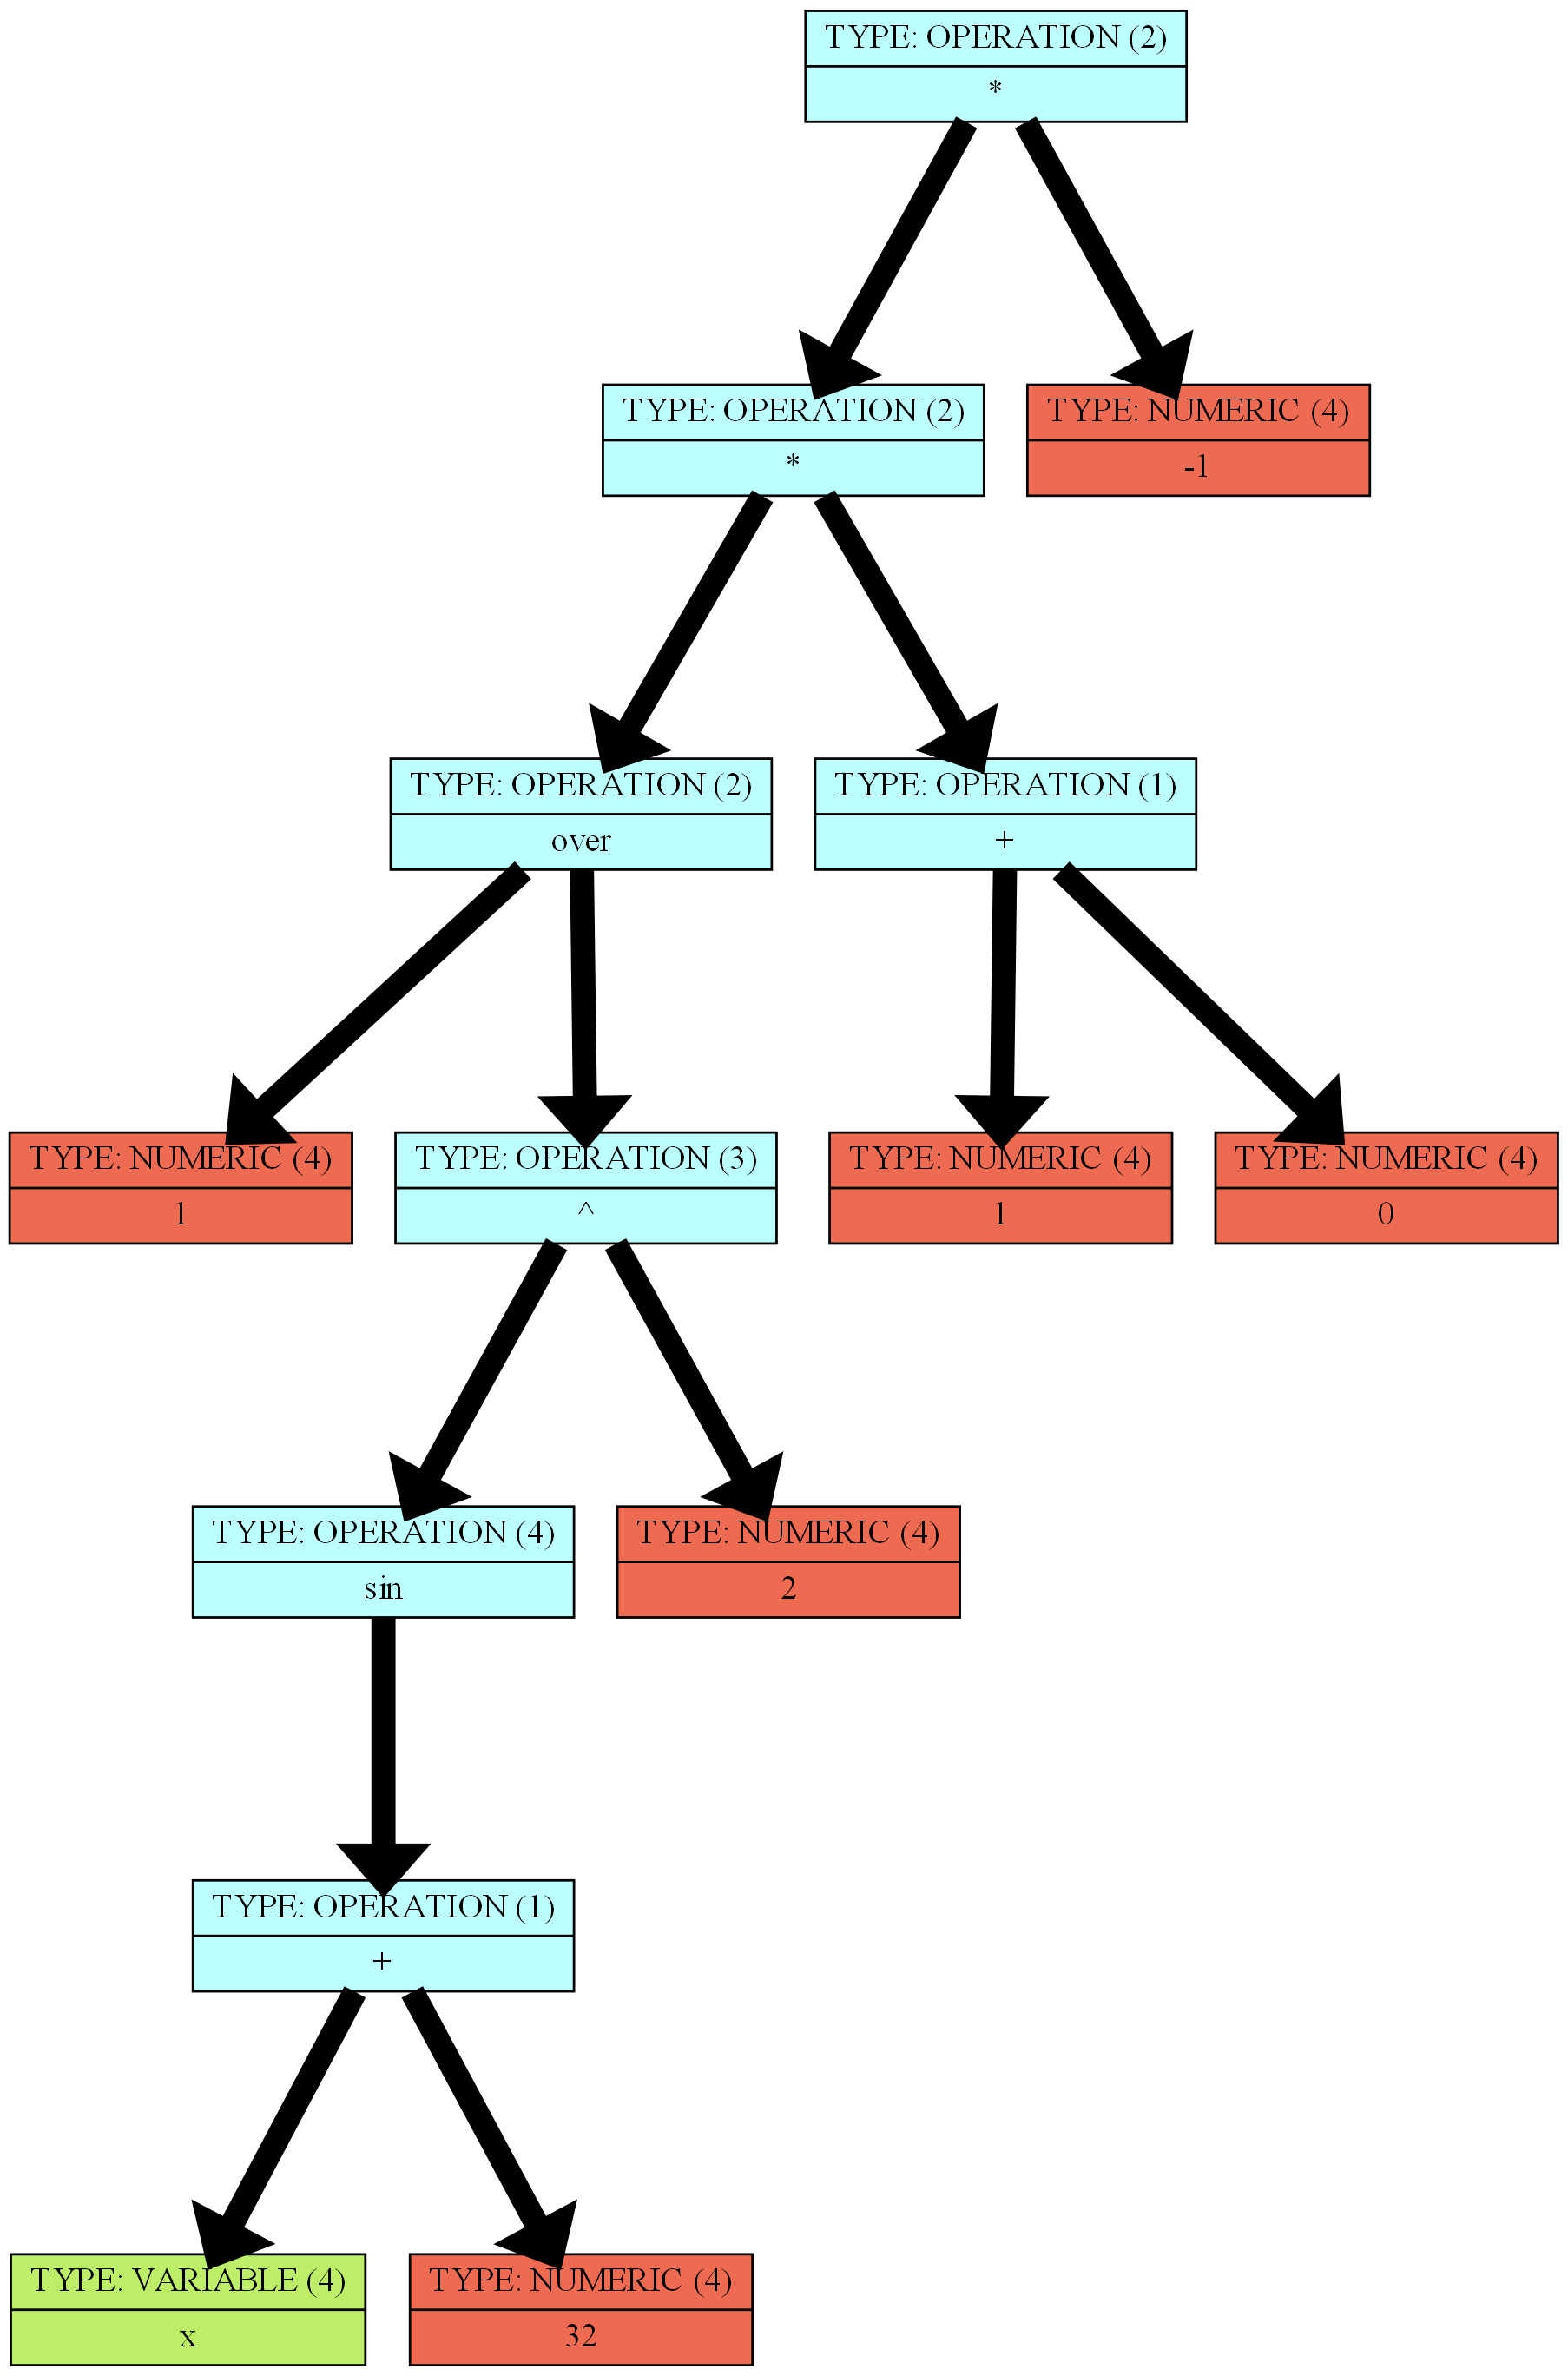 TYPE: OPERATION (2)
*
TYPE: OPERATION (2)
*
TYPE: NUMERIC (4)
-1
TYPE: OPERATION (2)
over
TYPE: OPERATION (1)
+
TYPE: NUMERIC (4)
1
TYPE: OPERATION (3)
^
TYPE: NUMERIC (4)
1
TYPE: NUMERIC (4)
0
TYPE: OPERATION (4)
sin
TYPE: NUMERIC (4)
2
TYPE: OPERATION (1)
+
TYPE: VARIABLE (4)
x
TYPE: NUMERIC (4)
32